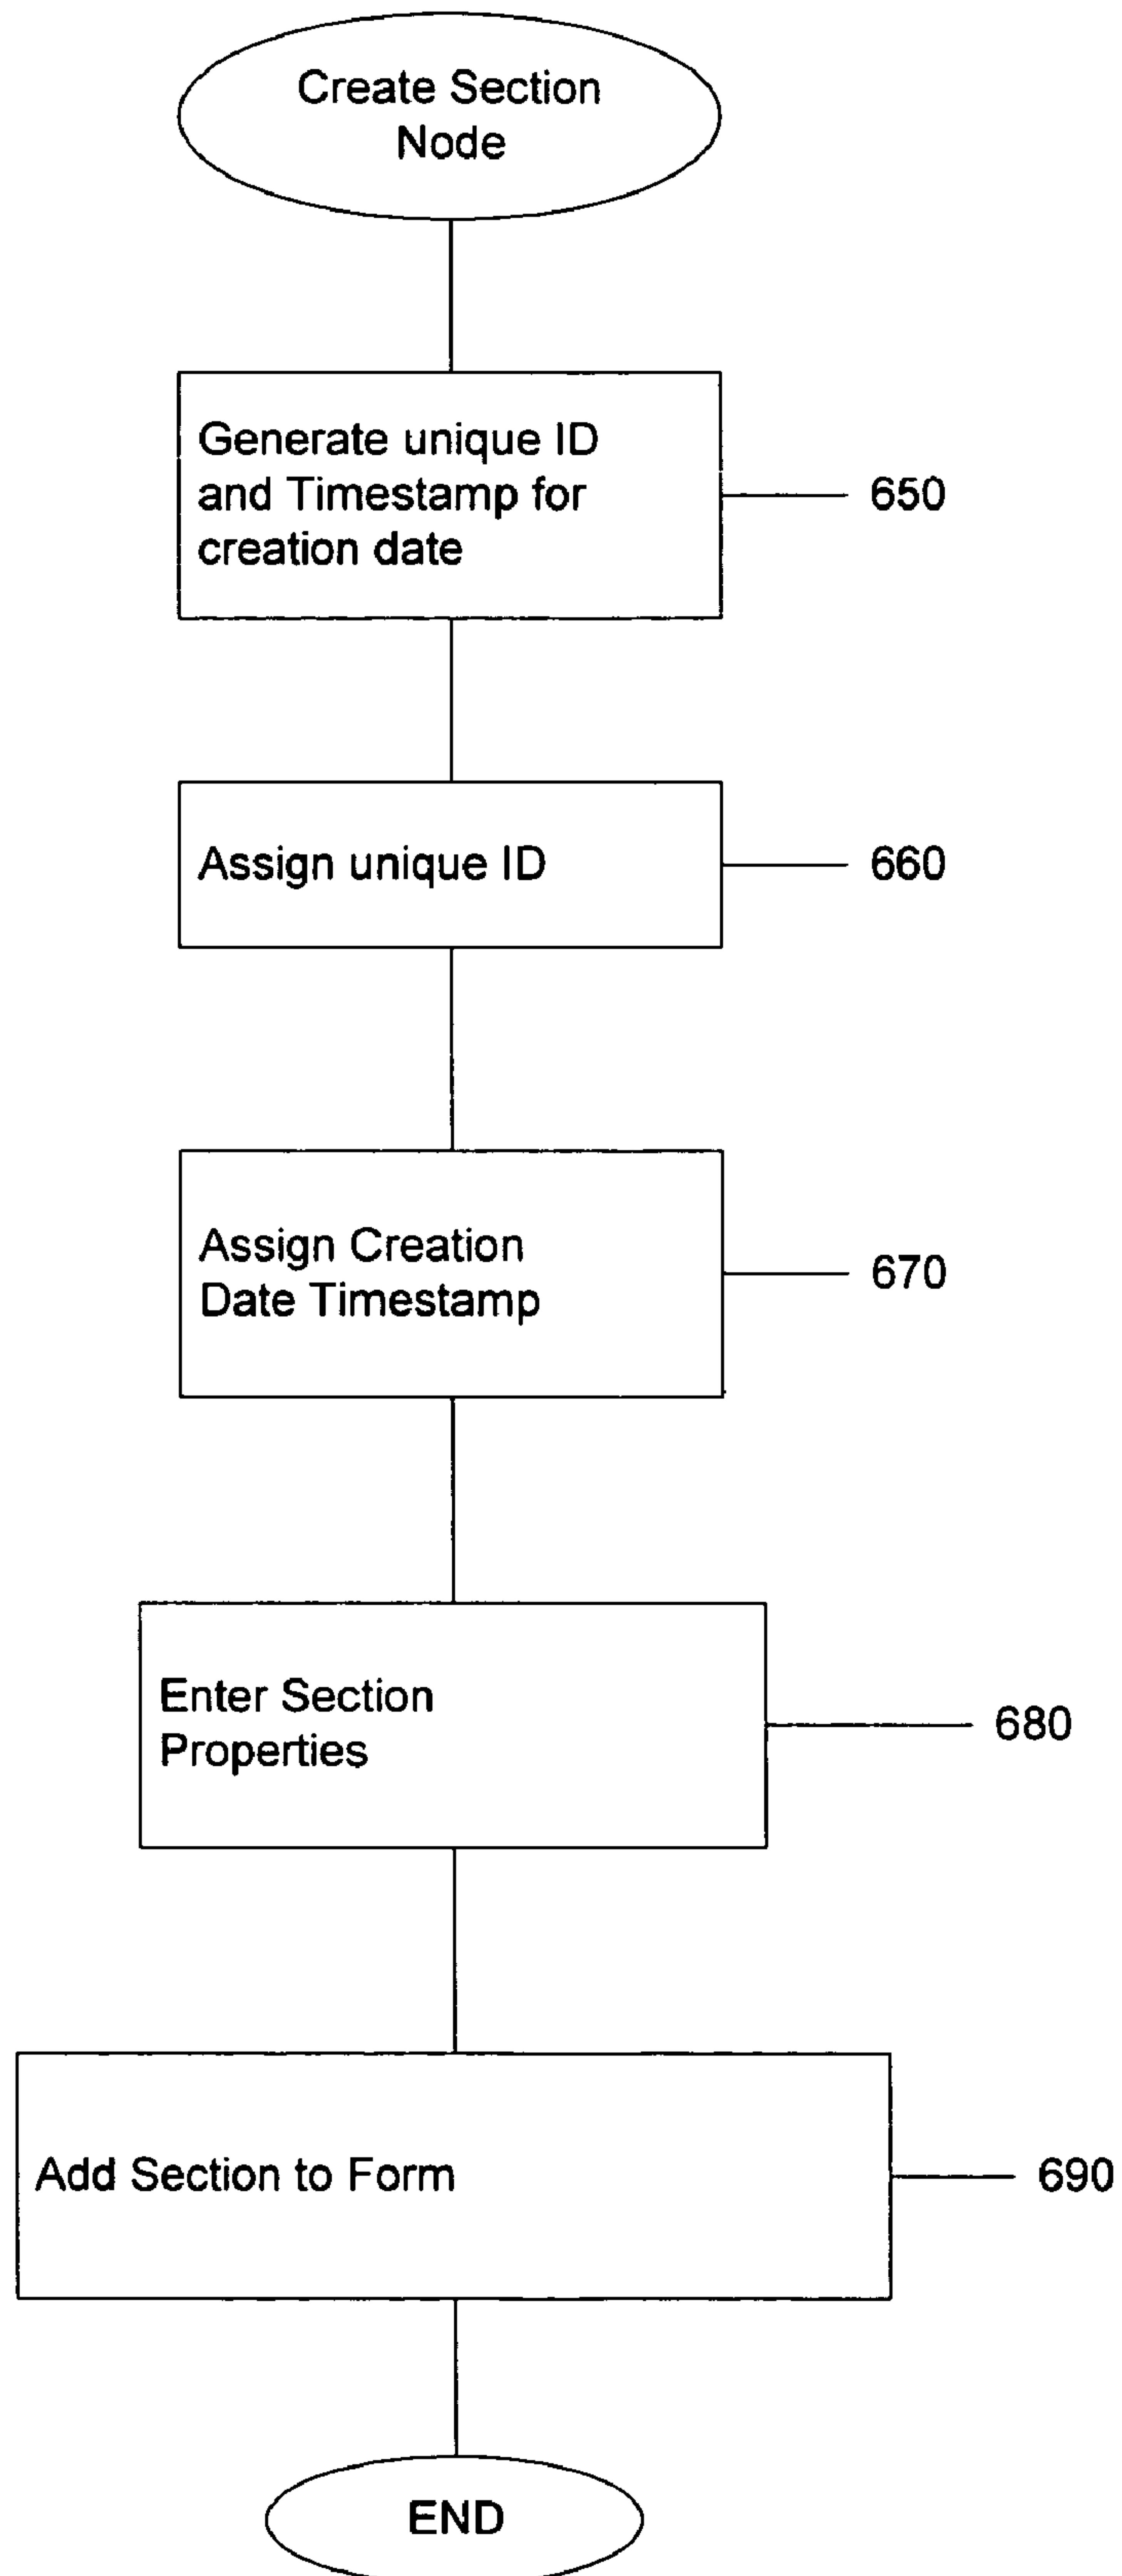 Create Section
Node
Generate unique ID
and Timestamp for
creation date
650
Assign unique ID
660
Assign Creation
Date Timestamp
670
Enter Section
Properties
680
Add Section to Form
690
END